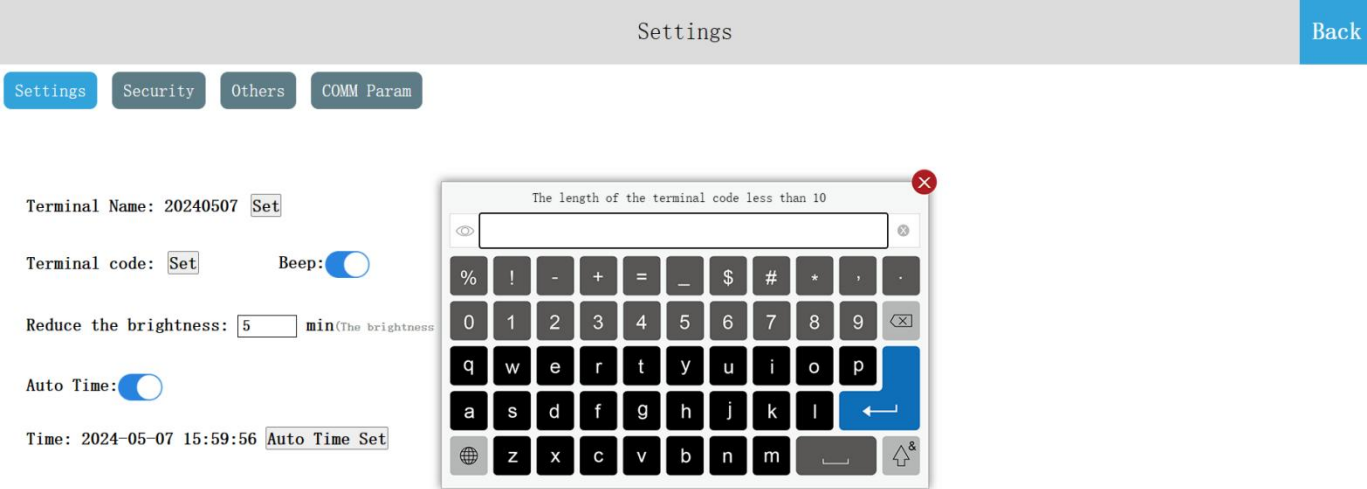 Settings
Back
Settings Security Others COMM Param
Terminal Name: 20240507 Set
Terminal code: Set Beep:
Reduce the brightness: 5 min(The brightness
Auto Time:
Time: 2024-05-07 15:59:56 Auto Time Set
The length of the terminal code less than 10
% ! - + = _ $ # * , .
0 1 2 3 4 5 6 7 8 9
q w e r t y u i o p
a s d f g h j k l
z x c v b n m &